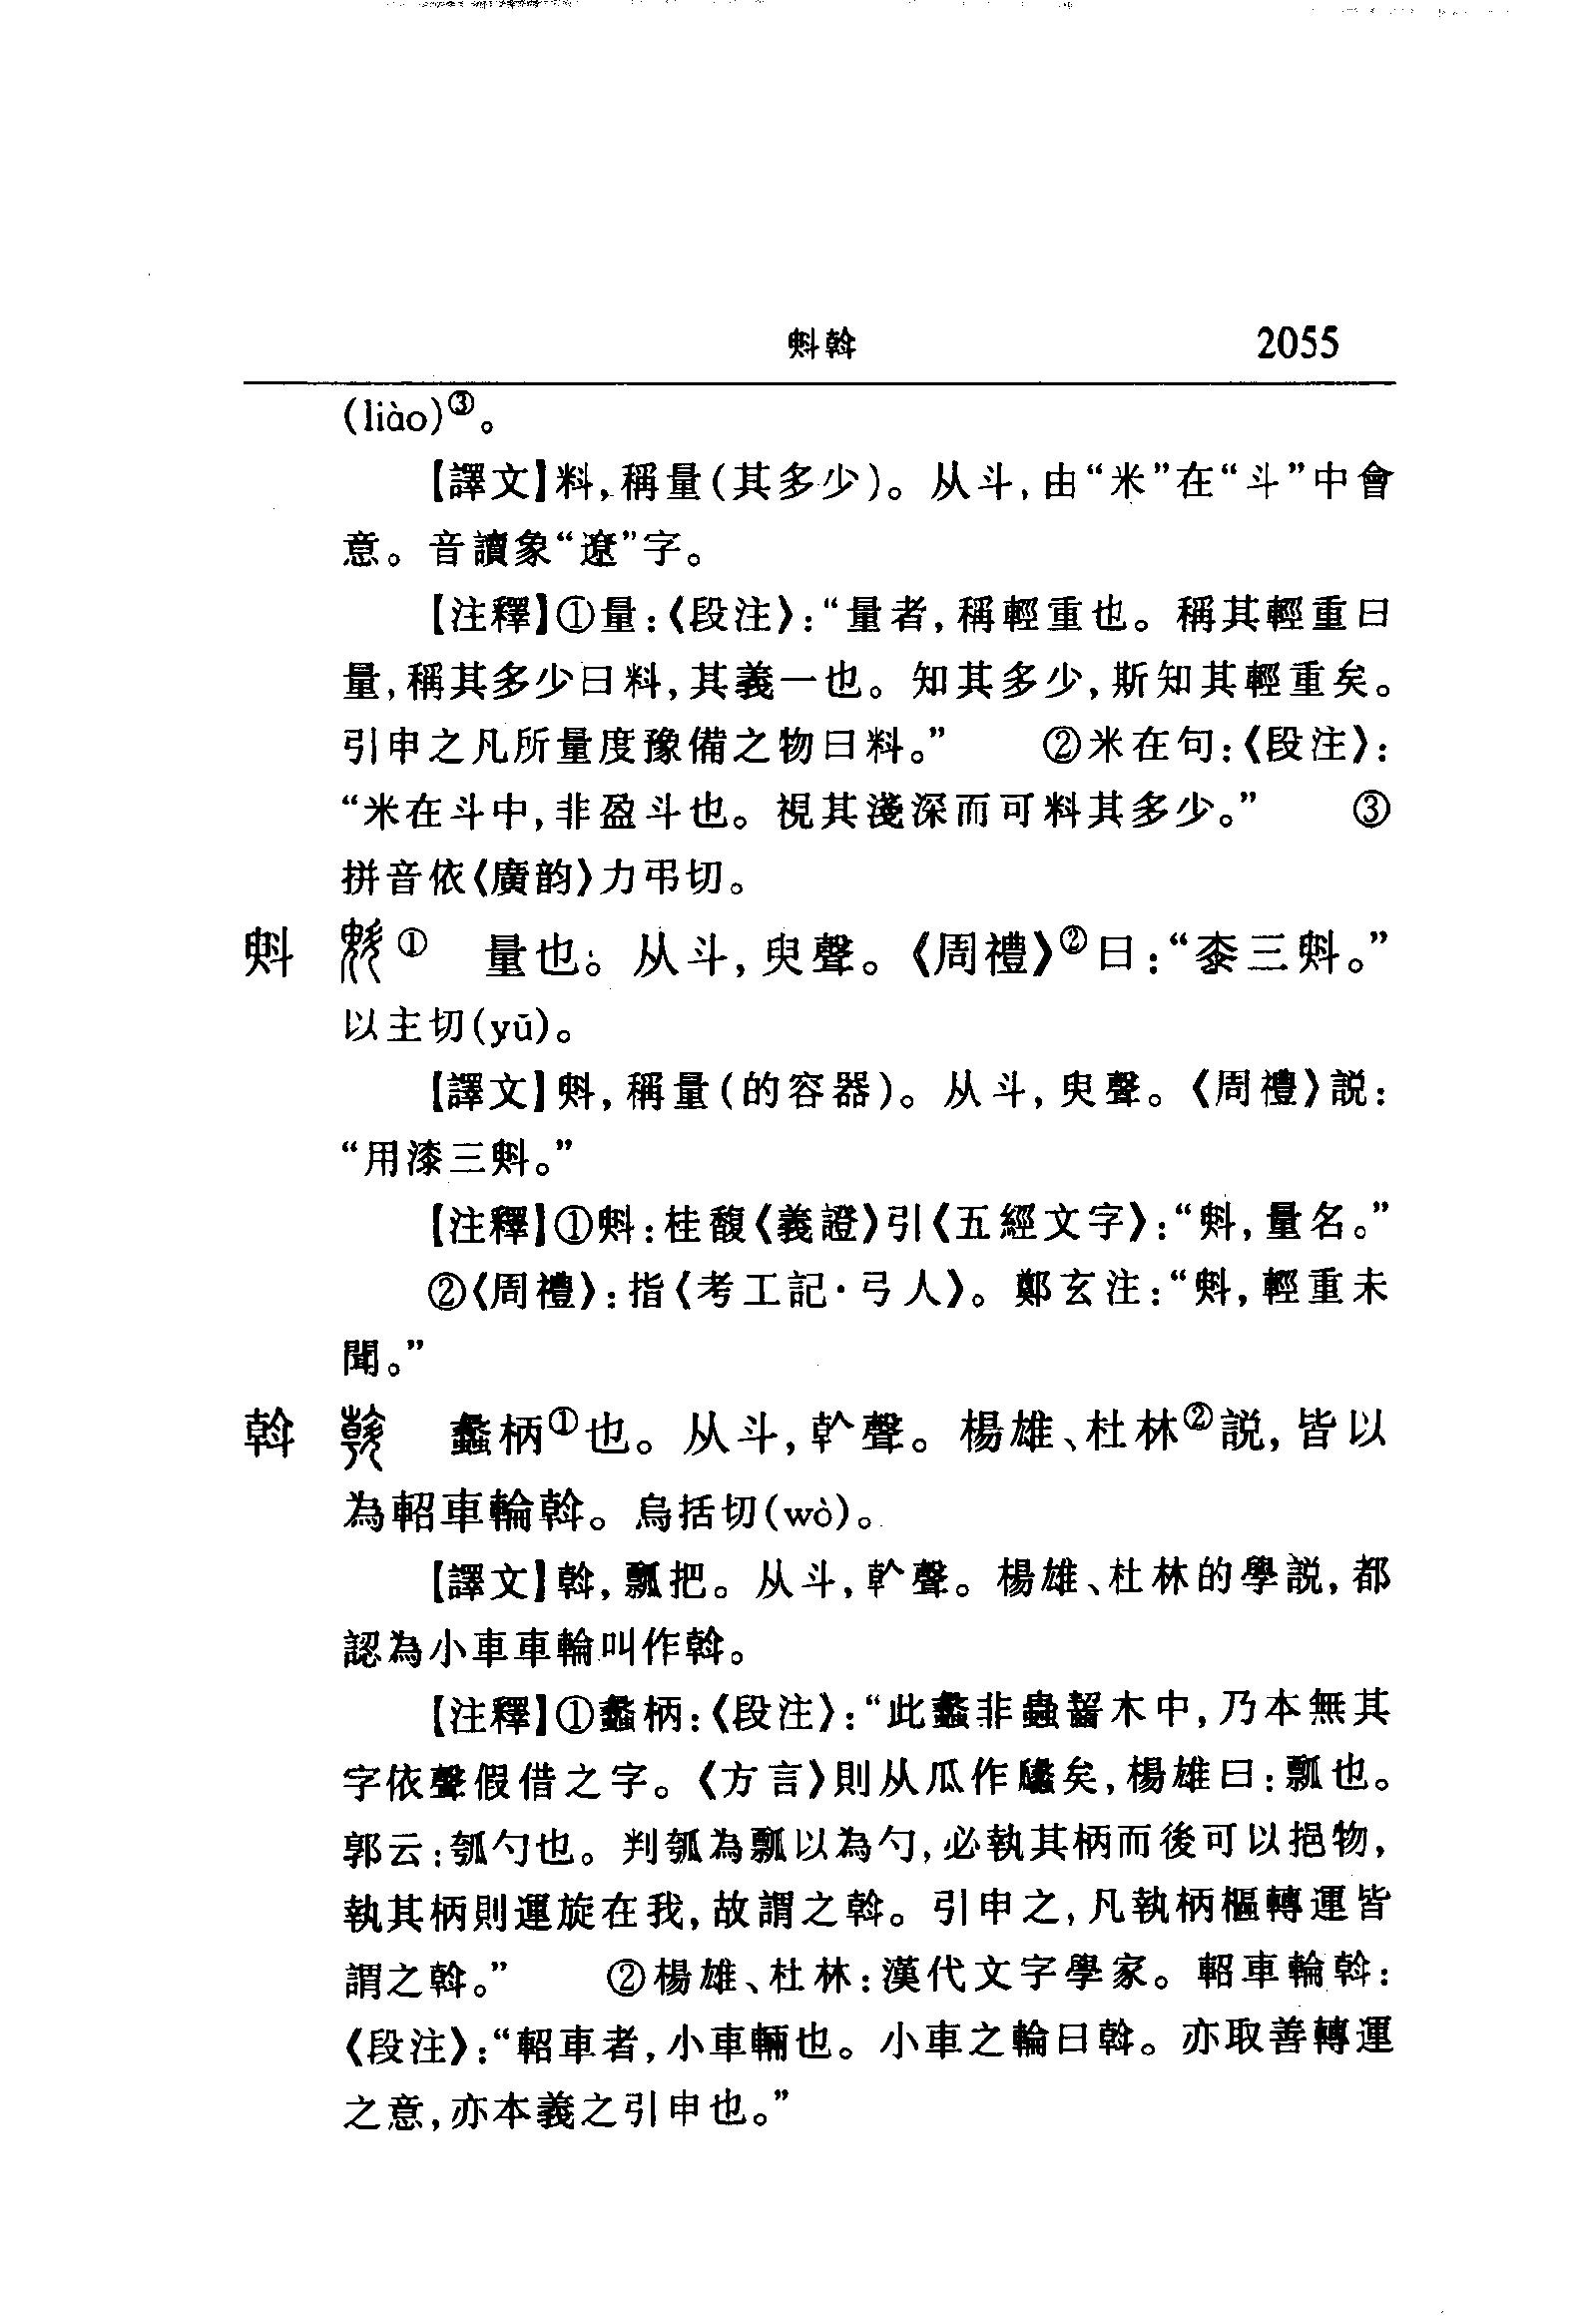 斞斡 2055
(liào)③。
【譯文】料,稱量(其多少)。从斗,由“米”在“斗”中會
意。音讀象“遼”字。
【注釋】①量:《段注》:“量者,稱輕重也。稱其輕重曰
量,稱其多少曰料,其義一也。知其多少,斯知其輕重矣。
引申之凡所量度豫備之物曰料。” ②米在句:《段注》:
“米在斗中,非盈斗也。視其淺深而可料其多少。” ③
拼音依《廣韵》力弔切。
斞 ① 量也。从斗,臾聲。《周禮》②曰:“桼三斞。”
以主切(yǔ)。
【譯文】斞,稱量(的容器)。从斗,臾聲。《周禮》説:
“用漆三斞。”
【注釋】①斞:桂馥《義證》引《五經文字》:“斞,量名。”
②《周禮》:指《考工記·弓人》。鄭玄注:“斞,輕重未
聞。”
斡 蠡柄①也。从斗,倝聲。楊雄、杜林②説,皆以
為軺車輪斡。烏括切(wò)。
【譯文】斡,瓢把。从斗,倝聲。楊雄、杜林的學説,都
認為小車車輪叫作斡。
【注釋】①蠡柄:《段注》:“此蠡非蟲齧木中,乃本無其
字依聲假借之字。《方言》則从瓜作㼖矣,楊雄曰:瓢也。
郭云:瓠勺也。判瓠為瓢以為勺,必執其柄而後可以挹物,
執其柄則運旋在我,故謂之斡。引申之,凡執柄樞轉運皆
謂之斡。” ②楊雄、杜林:漢代文字學家。軺車輪斡:
《段注》:“軺車者,小車輛也。小車之輪曰斡。亦取善轉運
之意,亦本義之引申也。”